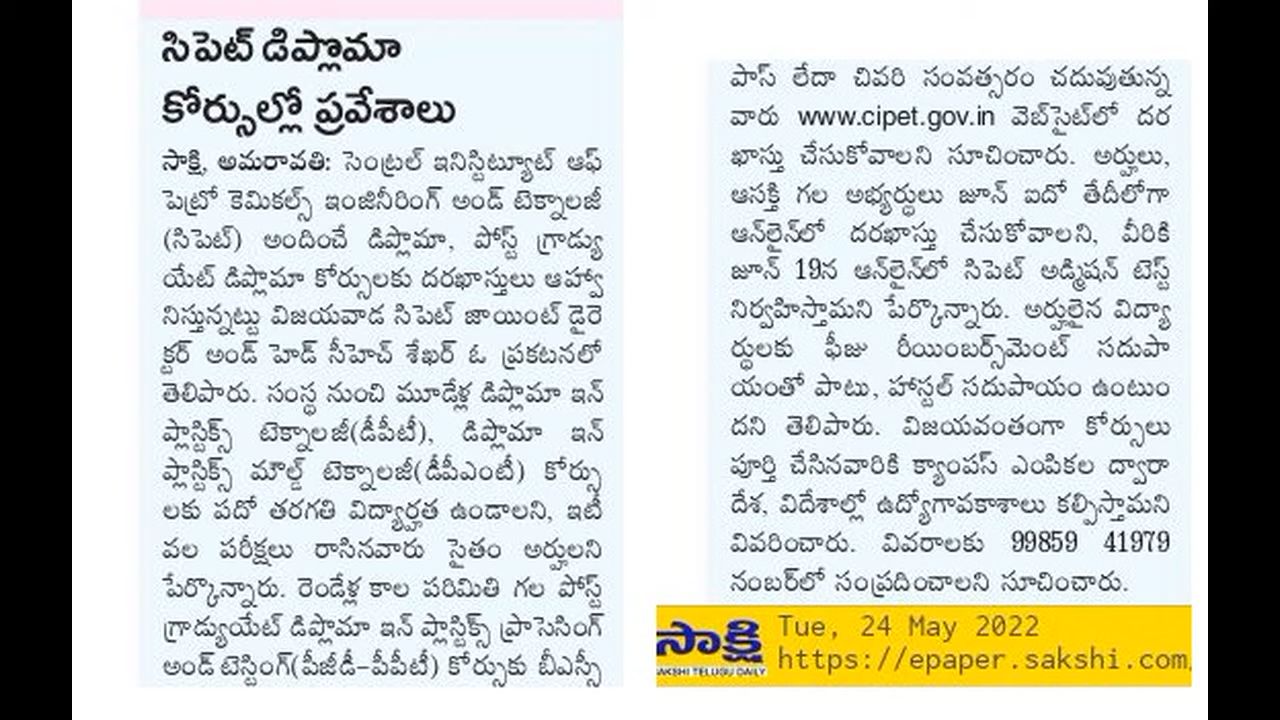 సిపెట్ డిప్లొమా
కోర్సుల్లో ప్రవేశాలు
సాక్షి, అమరావతి: సెంట్రల్ ఇనిస్టిట్యూట్ ఆఫ్
పెట్రో కెమికల్స్ ఇంజినీరింగ్ అండ్ టెక్నాలజీ
(సిపెట్) అందించే డిప్లొమా, పోస్ట్ గ్రాడ్యు
యేట్ డిప్లొమా కోర్సులకు దరఖాస్తులు ఆహ్వా
నిస్తున్నట్టు విజయవాడ సిపెట్ జాయింట్ డైరె
క్టర్ అండ్ హెడ్ సీహెచ్ శేఖర్ ఓ ప్రకటనలో
తెలిపారు. సంస్థ నుంచి మూడేళ్ల డిప్లొమా ఇన్
ప్లాస్టిక్స్ టెక్నాలజీ(డీపీటీ), డిప్లొమా ఇన్
ప్లాస్టిక్స్ మౌల్డ్ టెక్నాలజీ(డీపీఎంటీ) కోర్సు
లకు పదో తరగతి విద్యార్హత ఉండాలని, ఇటీ
వల పరీక్షలు రాసినవారు సైతం అర్హులని
పేర్కొన్నారు. రెండేళ్ల కాల పరిమితి గల పోస్ట్
గ్రాడ్యుయేట్ డిప్లొమా ఇన్ ప్లాస్టిక్స్ ప్రాసెసింగ్
అండ్ టెస్టింగ్(పీజీడీ-పీపీటీ) కోర్సుకు బీఎస్సీ
పాస్ లేదా చివరి సంవత్సరం చదువుతున్న
వారు www.cipet.gov.in వెబ్‌సైట్‌లో దర
ఖాస్తు చేసుకోవాలని సూచించారు. అర్హులు,
ఆసక్తి గల అభ్యర్థులు జూన్ ఐదో తేదీలోగా
ఆన్‌లైన్‌లో దరఖాస్తు చేసుకోవాలని, వీరికి
జూన్ 19న ఆన్‌లైన్‌లో సిపెట్ అడ్మిషన్ టెస్ట్
నిర్వహిస్తామని పేర్కొన్నారు. అర్హులైన విద్యా
ర్థులకు ఫీజు రీయింబర్స్‌మెంట్ సదుపా
యంతో పాటు, హాస్టల్ సదుపాయం ఉంటుం
దని తెలిపారు. విజయవంతంగా కోర్సులు
పూర్తి చేసినవారికి క్యాంపస్ ఎంపికల ద్వారా
దేశ, విదేశాల్లో ఉద్యోగావకాశాలు కల్పిస్తామని
వివరించారు. వివరాలకు 99859 41979
నంబర్‌లో సంప్రదించాలని సూచించారు.
సాక్షి
SAKSHI TELUGU DAILY
Tue, 24 May 2022
https://epaper.sakshi.com